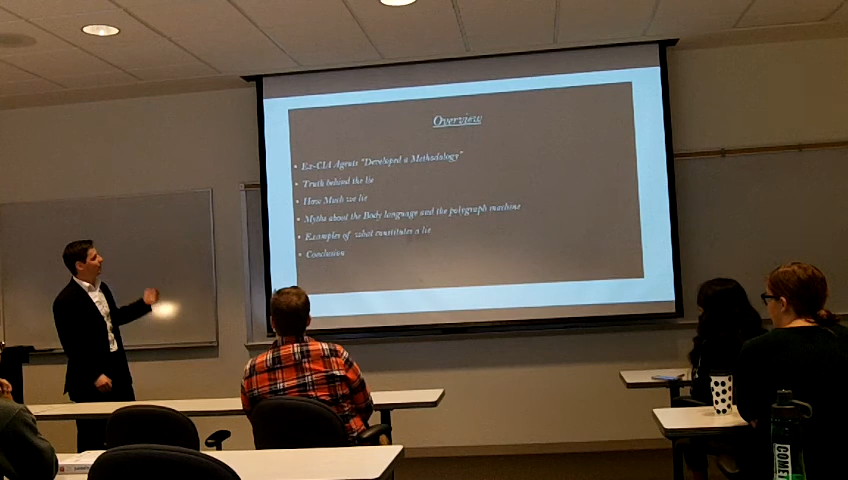 Overview
• Ex-CIA Agents "Developed a Methodology"
• Truth behind the lie
• How Much we lie
• Myths about the Body language and the polygraph machine
• Examples of what constitutes a lie
• Conclusion
COMET